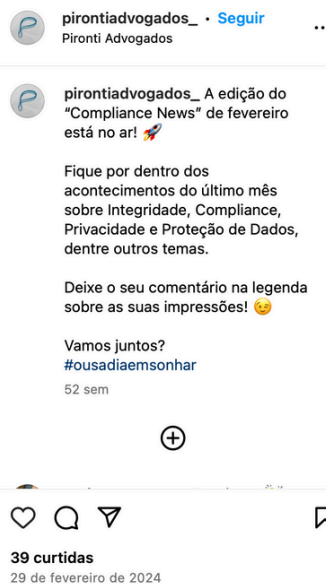 pirontiadvogados_ • Seguir
Pironti Advogados
pirontiadvogados_ A edição do
“Compliance News” de fevereiro
está no ar! 🚀
Fique por dentro dos
acontecimentos do último mês
sobre Integridade, Compliance,
Privacidade e Proteção de Dados,
dentre outros temas.
Deixe o seu comentário na legenda
sobre as suas impressões! 😉
Vamos juntos?
#ousadiaemsonhar
52 sem
39 curtidas
29 de fevereiro de 2024